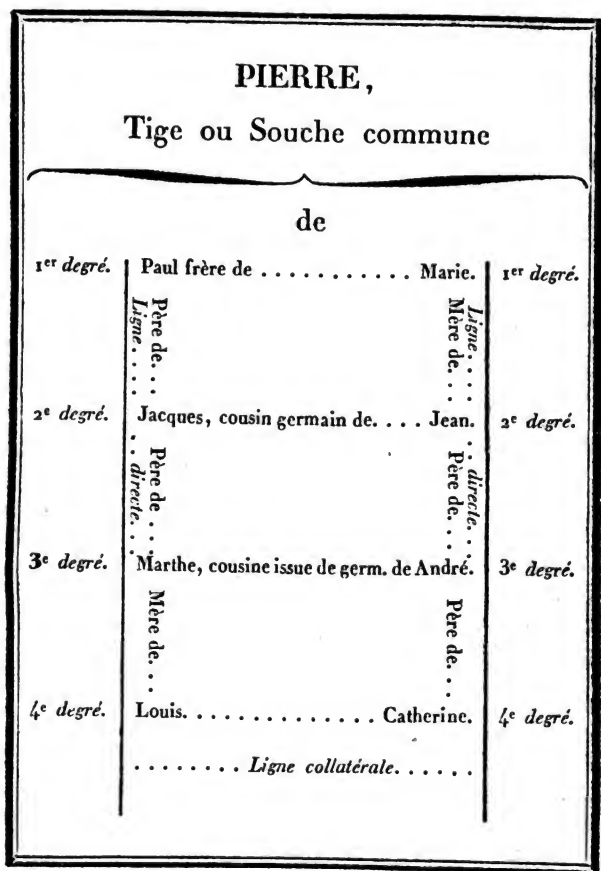 PIERRE,
Tige ou Souche commune
de
1er degré. Paul frère de ........... Marie. 1er degré.
Père de...
Ligne....
Ligne....
Mère de...
2e degré. Jacques, cousin germain de.... Jean. 2e degré.
Père de...
...directe...
...directe...
Père de...
3e degré. Marthe, cousine issue de germ. de André. 3e degré.
Mère de...
Père de...
4e degré. Louis.............. Catherine. 4e degré.
........ Ligne collatérale......